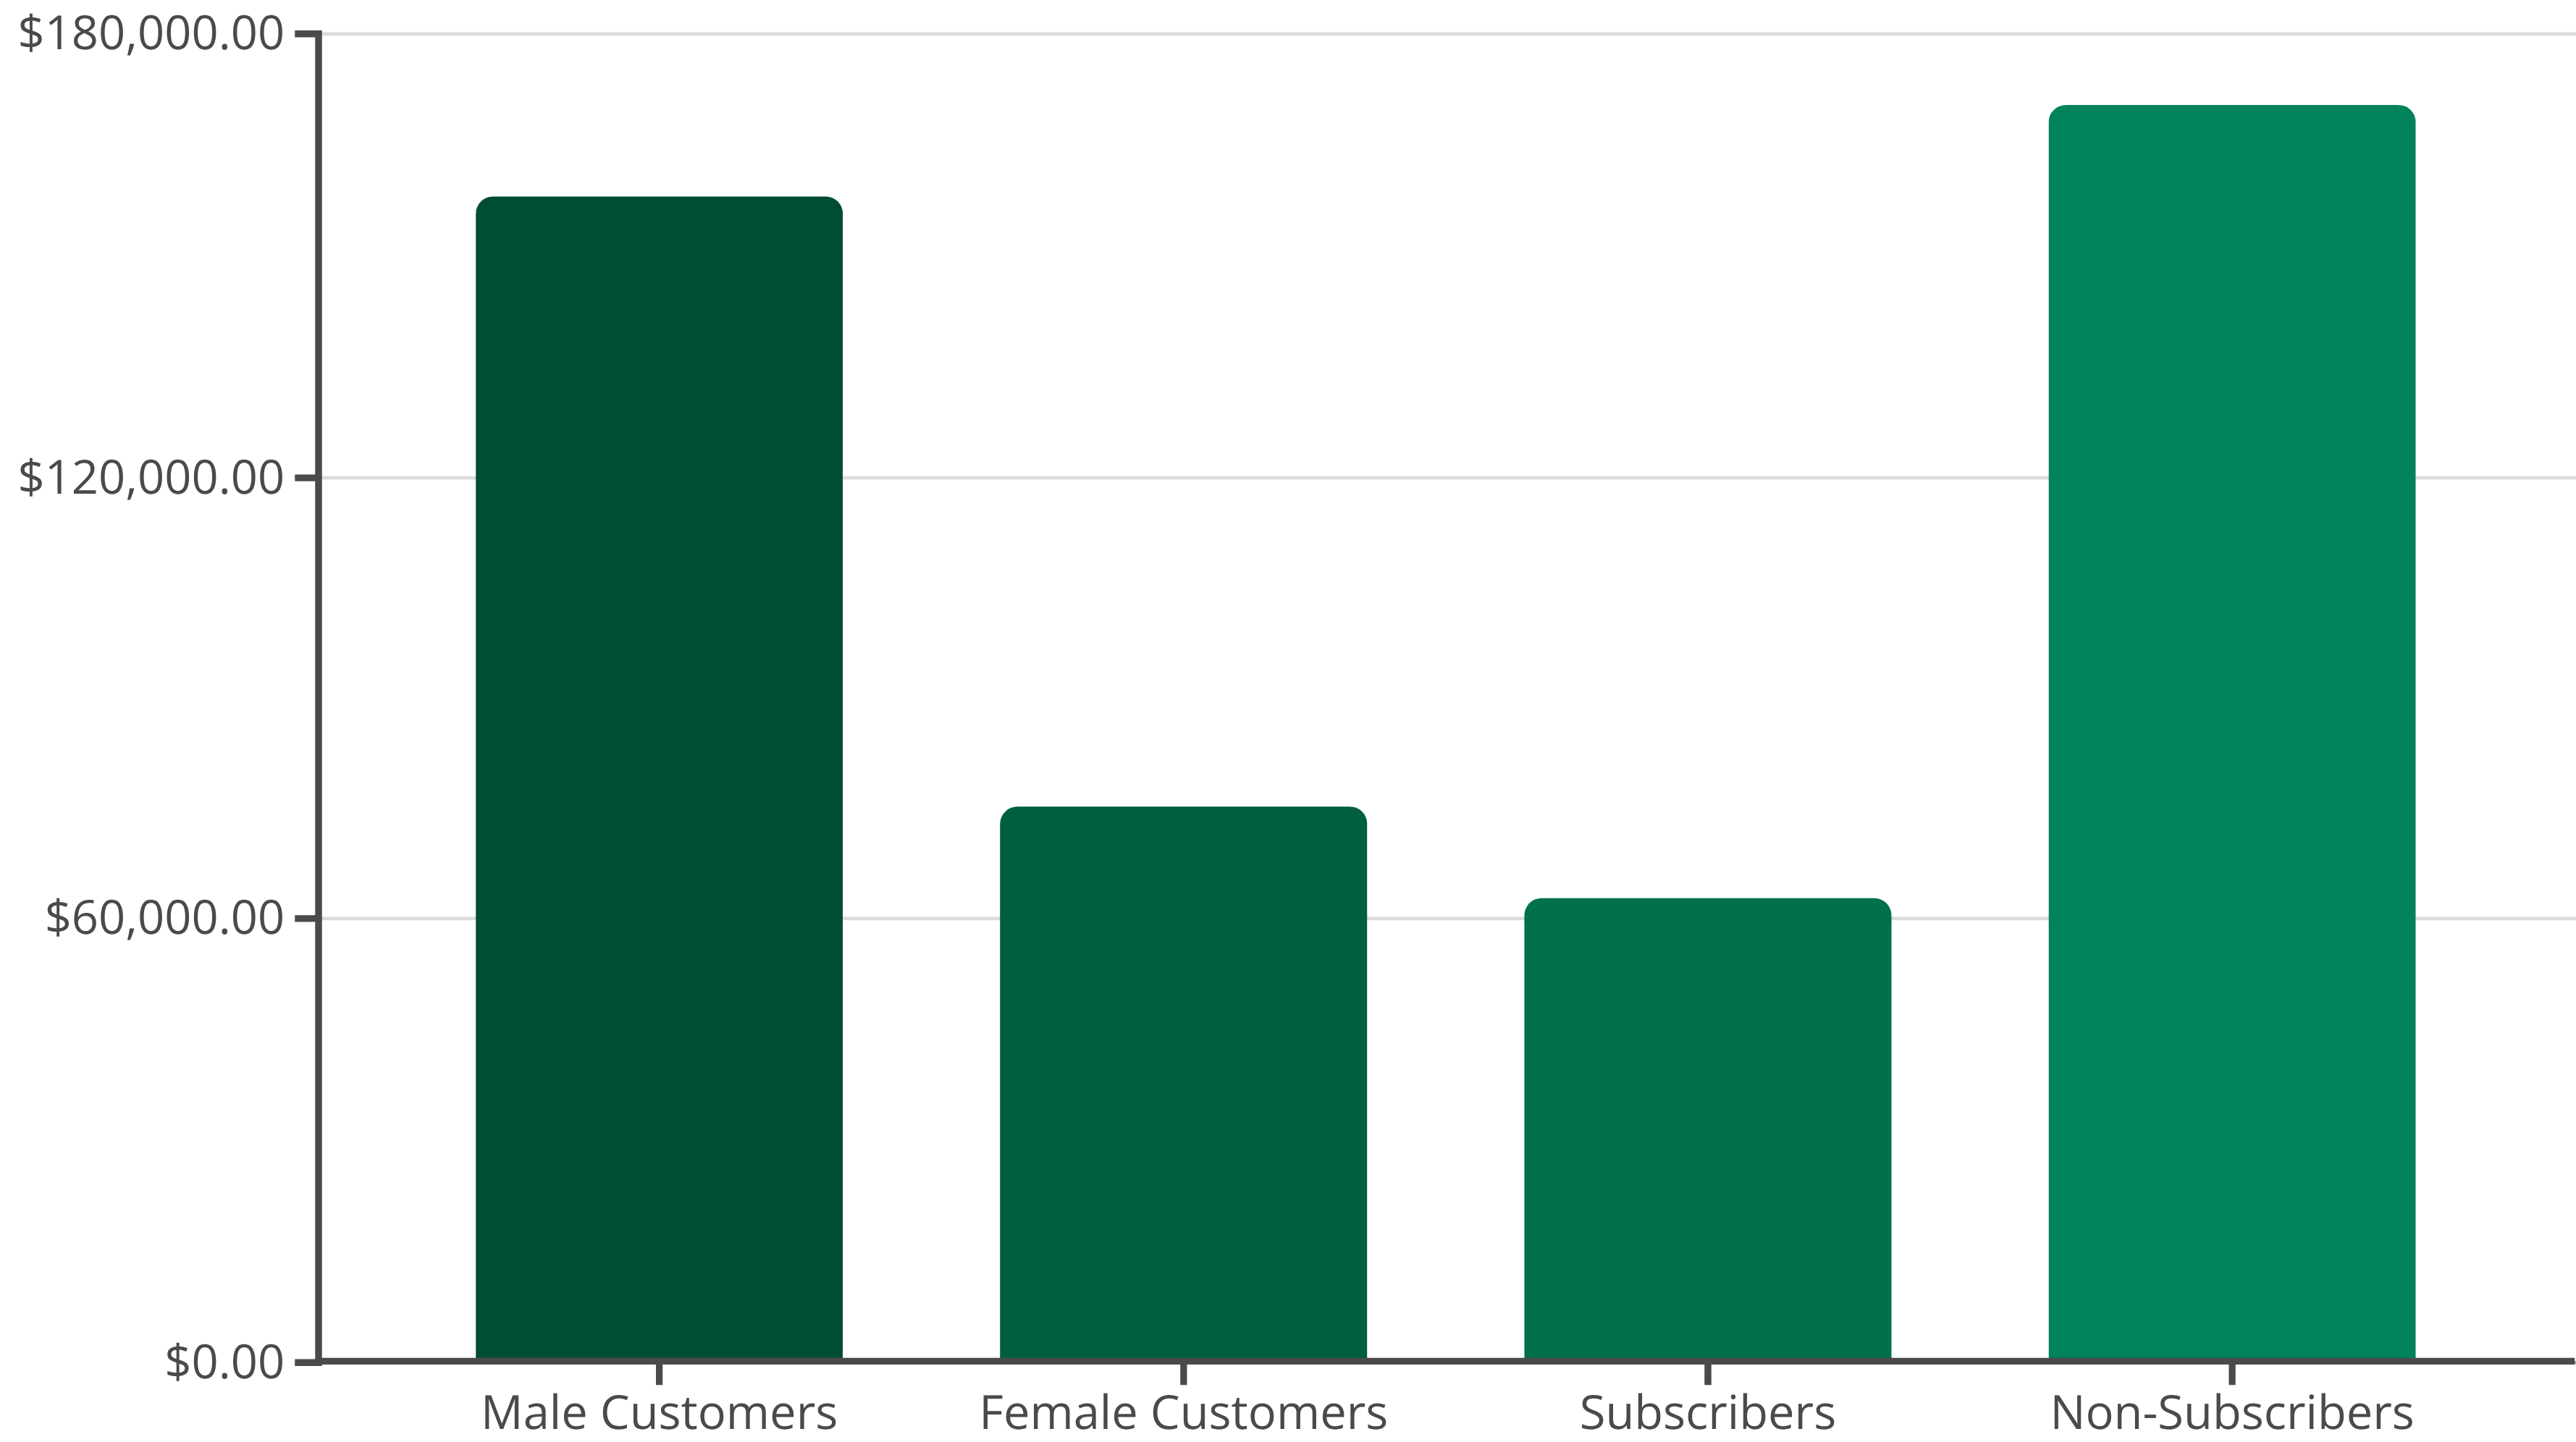 $180,000.00
$120,000.00
$60,000.00
$0.00
Male Customers
Female Customers
Subscribers
Non-Subscribers